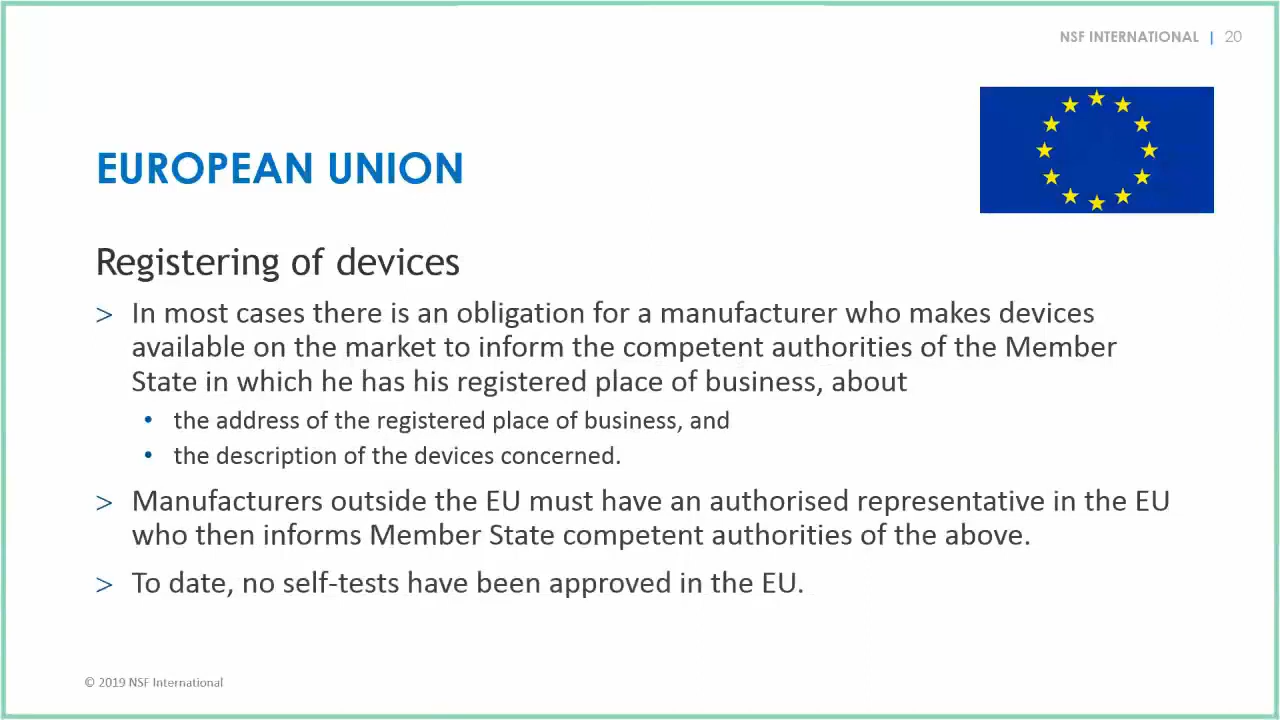 NSF INTERNATIONAL | 20
EUROPEAN UNION
Registering of devices
> In most cases there is an obligation for a manufacturer who makes devices
available on the market to inform the competent authorities of the Member
State in which he has his registered place of business, about
• the address of the registered place of business, and
• the description of the devices concerned.
> Manufacturers outside the EU must have an authorised representative in the EU
who then informs Member State competent authorities of the above.
> To date, no self-tests have been approved in the EU.
© 2019 NSF International